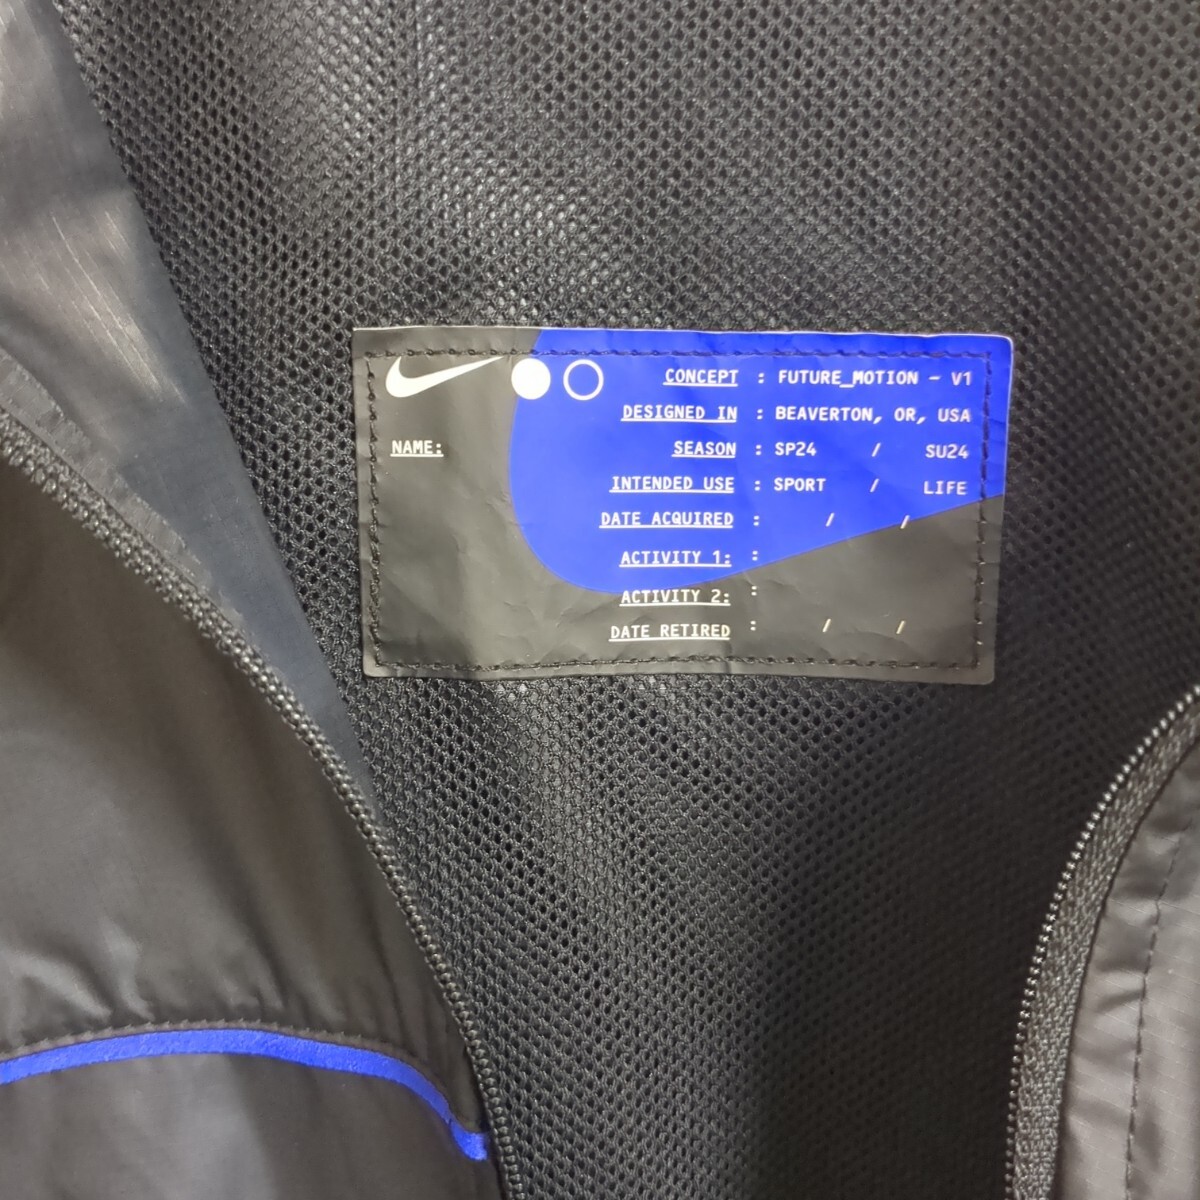 NAME:
CONCEPT : FUTURE_MOTION - V1
DESIGNED IN : BEAVERTON, OR, USA
SEASON : SP24 / SU24
INTENDED USE : SPORT / LIFE
DATE ACQUIRED : / /
ACTIVITY 1: :
ACTIVITY 2: :
DATE RETIRED : / /